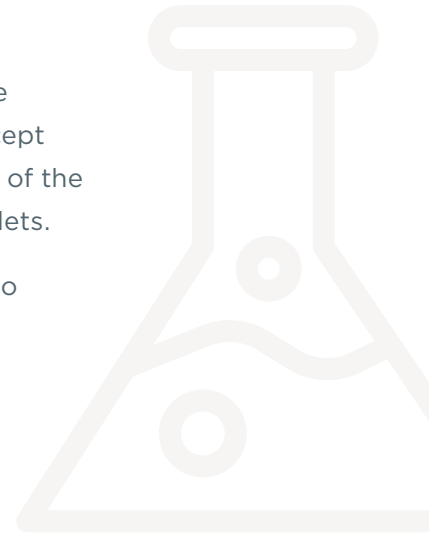 e
ept
of the
lets.
o